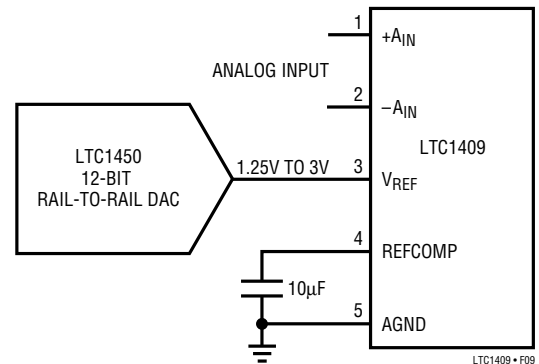 1
+AIN
ANALOG INPUT
2
–AIN
LTC1409
LTC1450
12-BIT
RAIL-TO-RAIL DAC
1.25V TO 3V
3
VREF
4
REFCOMP
10µF
5
AGND
LTC1409 • F09